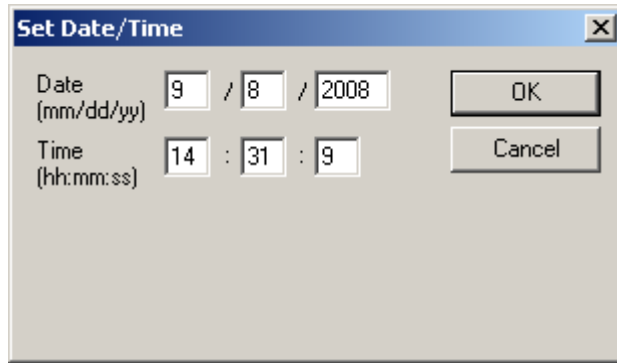 Set Date/Time
Date 9 / 8 / 2008 OK
(mm/dd/yy)
Time 14 : 31 : 9 Cancel
(hh:mm:ss)